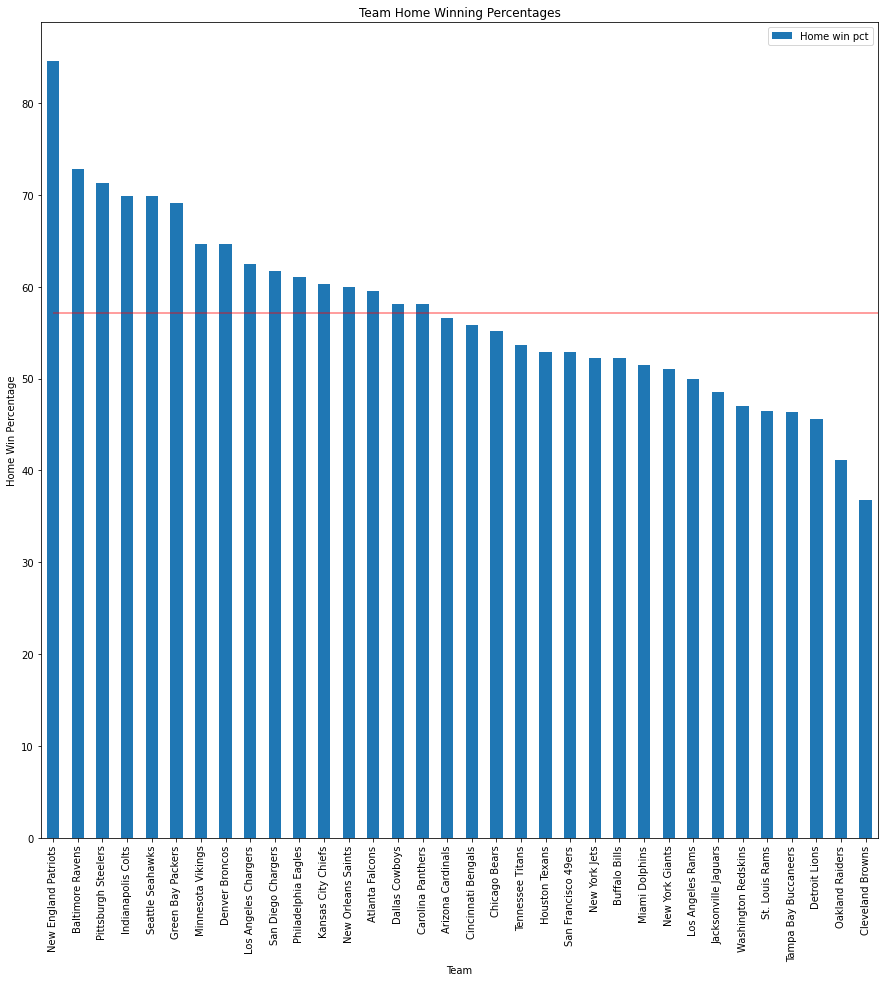 Team Home Winning Percentages
Home win pct
Home Win Percentage
80
70
60
50
40
30
20
10
0
New England Patriots
Baltimore Ravens
Pittsburgh Steelers
Indianapolis Colts
Seattle Seahawks
Green Bay Packers
Minnesota Vikings
Denver Broncos
Los Angeles Chargers
San Diego Chargers
Philadelphia Eagles
Kansas City Chiefs
New Orleans Saints
Atlanta Falcons
Dallas Cowboys
Carolina Panthers
Arizona Cardinals
Cincinnati Bengals
Chicago Bears
Tennessee Titans
Houston Texans
San Francisco 49ers
New York Jets
Buffalo Bills
Miami Dolphins
New York Giants
Los Angeles Rams
Jacksonville Jaguars
Washington Redskins
St. Louis Rams
Tampa Bay Buccaneers
Detroit Lions
Oakland Raiders
Cleveland Browns
Team